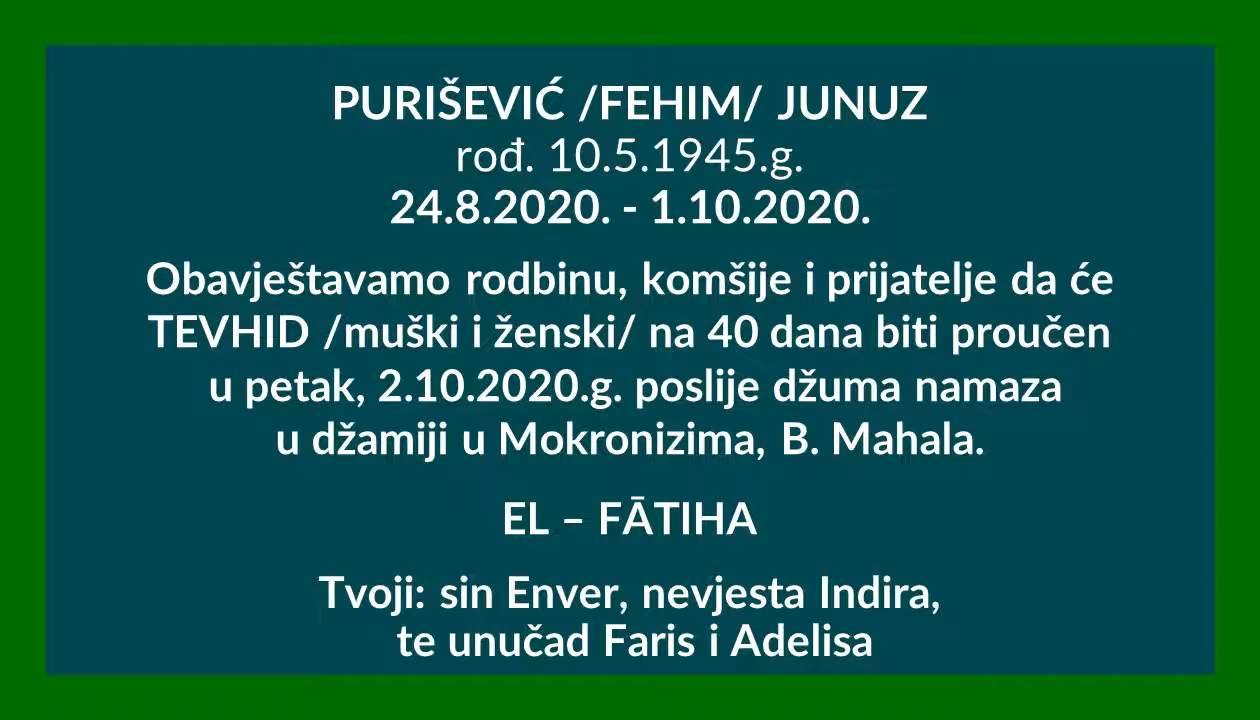 PURIŠEVIĆ /FEHIM/ JUNUZ
rođ. 10.5.1945.g.
24.8.2020. - 1.10.2020.
Obavještavamo rodbinu, komšije i prijatelje da će
TEVHID /muški i ženski/ na 40 dana biti proučen
u petak, 2.10.2020.g. poslije džuma namaza
u džamiji u Mokronizima, B. Mahala.
EL – FĀTIHA
Tvoji: sin Enver, nevjesta Indira,
te unučad Faris i Adelisa